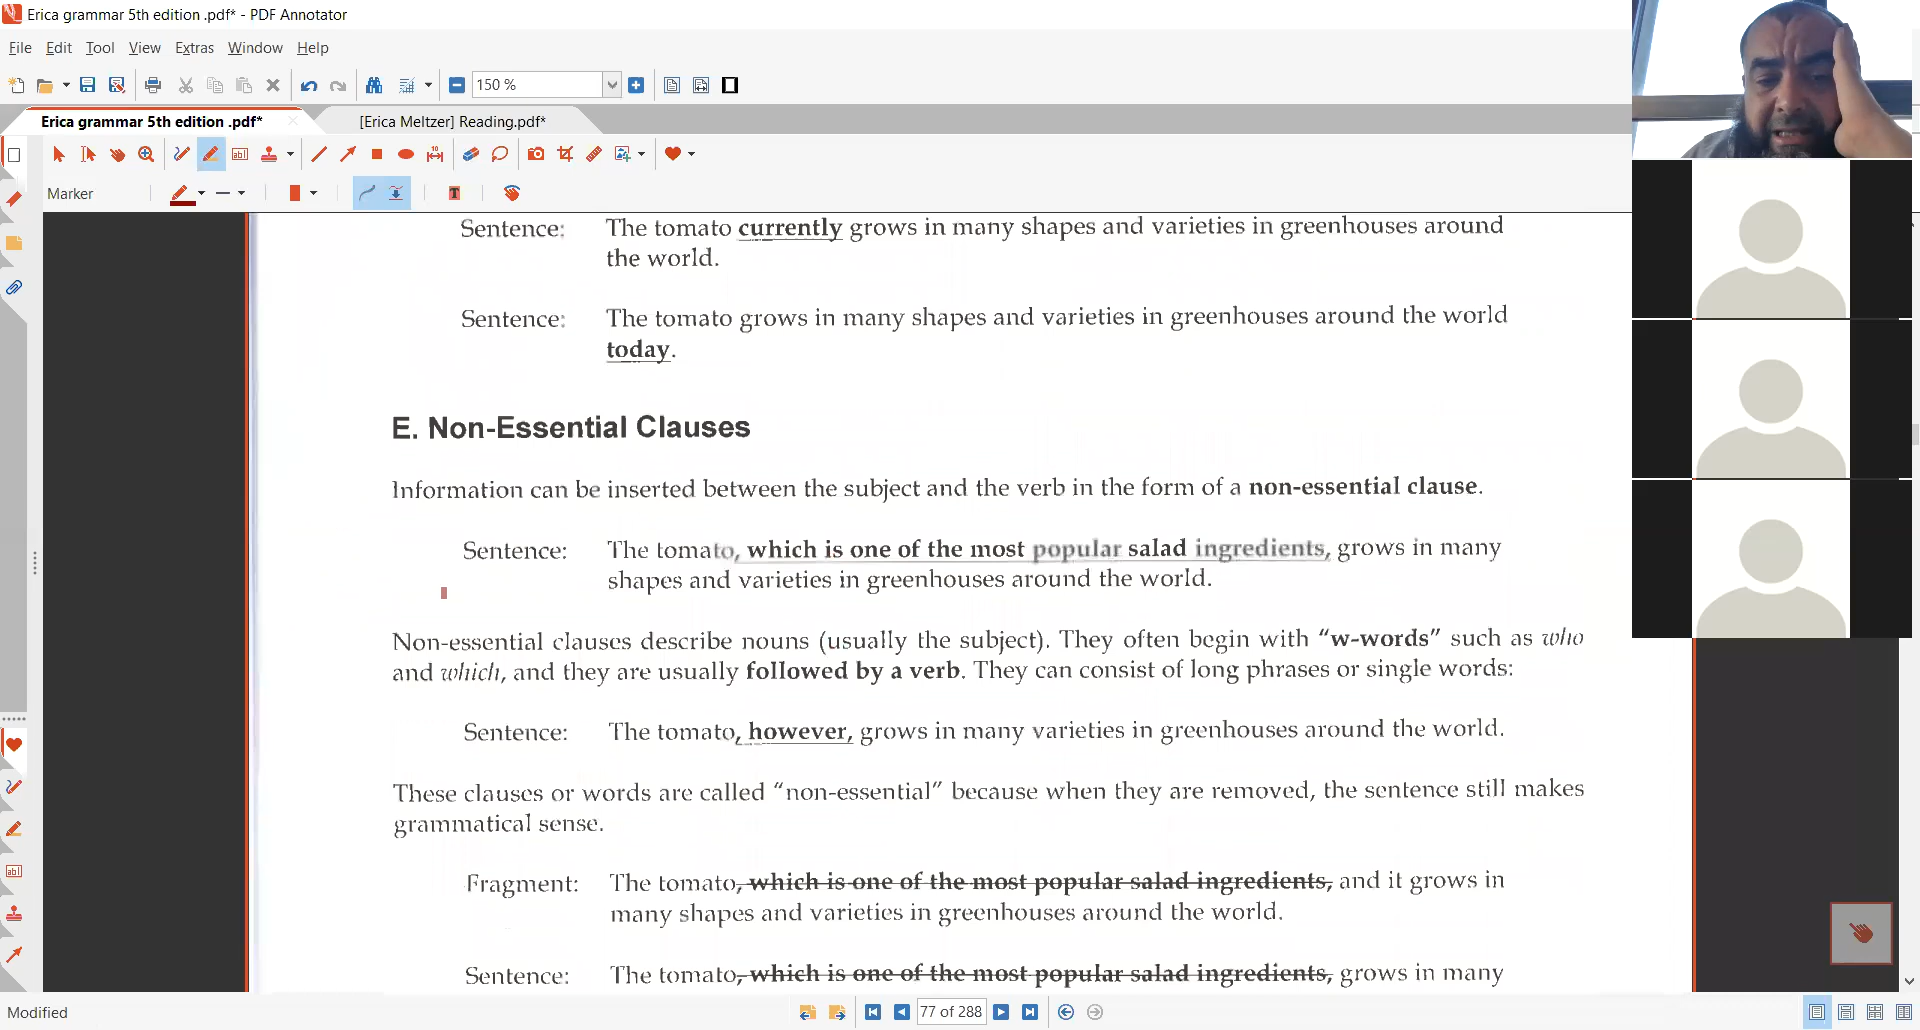 Erica grammar 5th edition .pdf* - PDF Annotator
File Edit Tool View Extras Window Help
150 %
Erica grammar 5th edition .pdf* [Erica Meltzer] Reading.pdf*
Marker
Sentence: The tomato currently grows in many shapes and varieties in greenhouses around
the world.
Sentence: The tomato grows in many shapes and varieties in greenhouses around the world
today.
E. Non-Essential Clauses
Information can be inserted between the subject and the verb in the form of a non-essential clause.
Sentence: The tomato, which is one of the most popular salad ingredients, grows in many
shapes and varieties in greenhouses around the world.
Non-essential clauses describe nouns (usually the subject). They often begin with “w-words” such as who
and which, and they are usually followed by a verb. They can consist of long phrases or single words:
Sentence: The tomato, however, grows in many varieties in greenhouses around the world.
These clauses or words are called “non-essential” because when they are removed, the sentence still makes
grammatical sense.
Fragment: The tomato, which is one of the most popular salad ingredients, and it grows in
many shapes and varieties in greenhouses around the world.
Sentence: The tomato, which is one of the most popular salad ingredients, grows in many
Modified
77 of 288